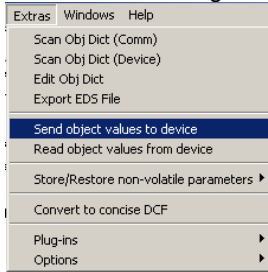 Extras Windows Help
Scan Obj Dict (Comm)
Scan Obj Dict (Device)
Edit Obj Dict
Export EDS File
Send object values to device
Read object values from device
Store/Restore non-volatile parameters
Convert to concise DCF
Plug-ins
Options